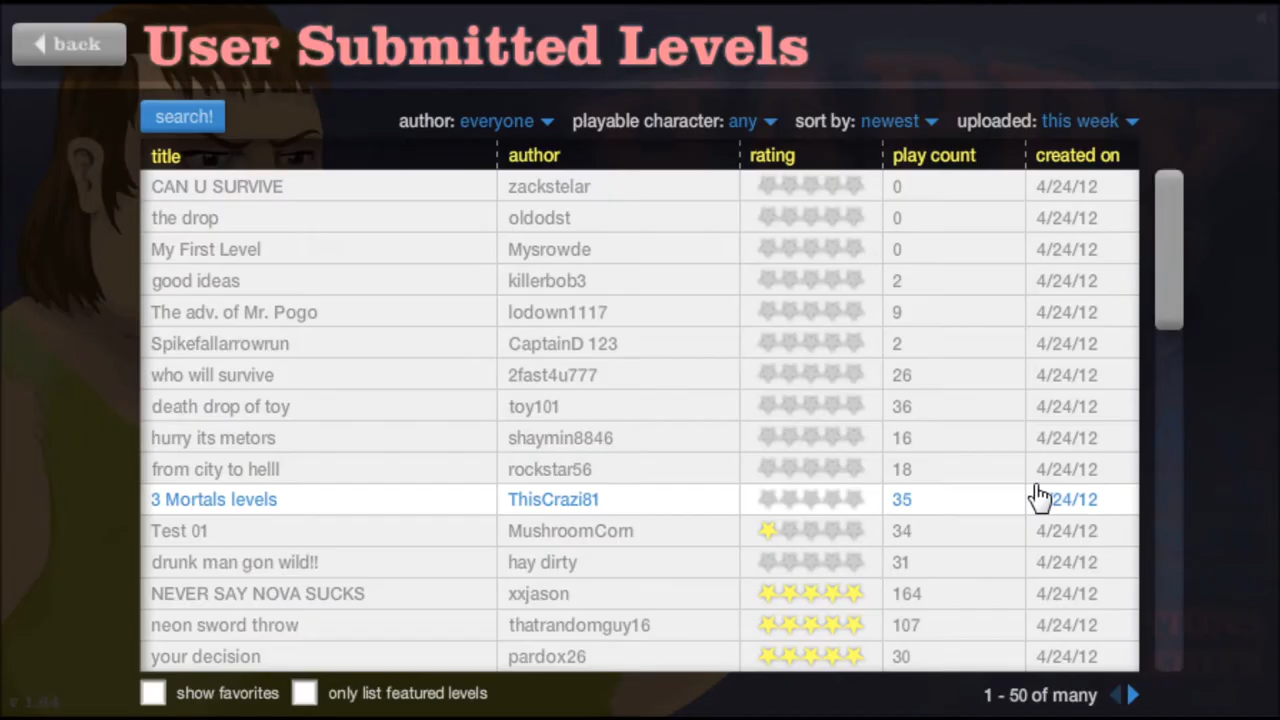 back
User Submitted Levels
search!
author: everyone playable character: any sort by: newest uploaded: this week
title author rating play count created on
CAN U SURVIVE zackstelar 0 4/24/12
the drop oldodst 0 4/24/12
My First Level Mysrowde 0 4/24/12
good ideas killerbob3 2 4/24/12
The adv. of Mr. Pogo lodown1117 9 4/24/12
Spikefallarrowrun CaptainD 123 2 4/24/12
who will survive 2fast4u777 26 4/24/12
death drop of toy toy101 36 4/24/12
hurry its metors shaymin8846 16 4/24/12
from city to helll rockstar56 18 4/24/12
3 Mortals levels ThisCrazi81 35 24/12
Test 01 MushroomCom 34 4/24/12
drunk man gon wild!! hay dirty 31 4/24/12
NEVER SAY NOVA SUCKS xxjason 164 4/24/12
neon sword throw thatrandomguy16 107 4/24/12
your decision pardox26 30 4/24/12
show favorites only list featured levels 1 - 50 of many